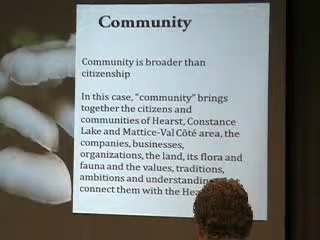 Community
Community is broader than
citizenship
In this case, "community" brings
together the citizens and
communities of Hearst, Constance
Lake and Mattice-Val Côté area, the
companies, businesses,
organizations, the land, its flora and
fauna and the values, traditions,
ambitions and
connect them with the